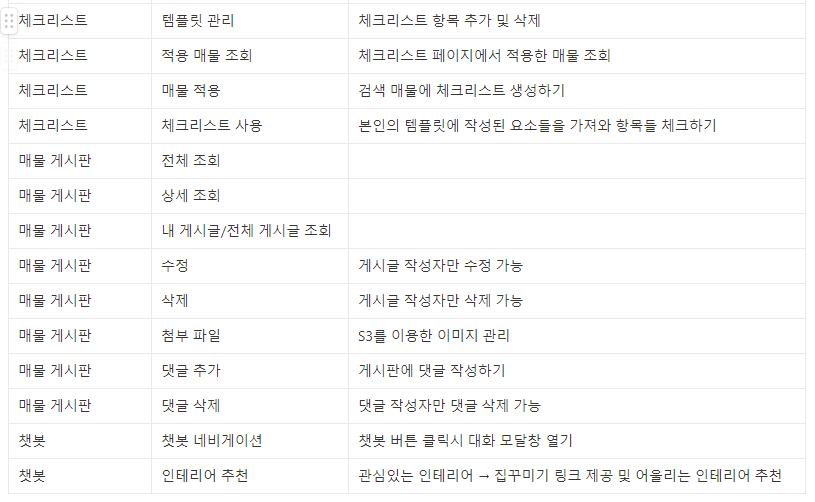 체크리스트 템플릿 관리 체크리스트 항목 추가 및 삭제
체크리스트 적용 매물 조회 체크리스트 페이지에서 적용한 매물 조회
체크리스트 매물 적용 검색 매물에 체크리스트 생성하기
체크리스트 체크리스트 사용 본인의 템플릿에 작성된 요소들을 가져와 항목들 체크하기
매물 게시판 전체 조회
매물 게시판 상세 조회
매물 게시판 내 게시글/전체 게시글 조회
매물 게시판 수정 게시글 작성자만 수정 가능
매물 게시판 삭제 게시글 작성자만 삭제 가능
매물 게시판 첨부 파일 S3를 이용한 이미지 관리
매물 게시판 댓글 추가 게시판에 댓글 작성하기
매물 게시판 댓글 삭제 댓글 작성자만 댓글 삭제 가능
챗봇 챗봇 네비게이션 챗봇 버튼 클릭시 대화 모달창 열기
챗봇 인테리어 추천 관심있는 인테리어 → 집꾸미기 링크 제공 및 어울리는 인테리어 추천